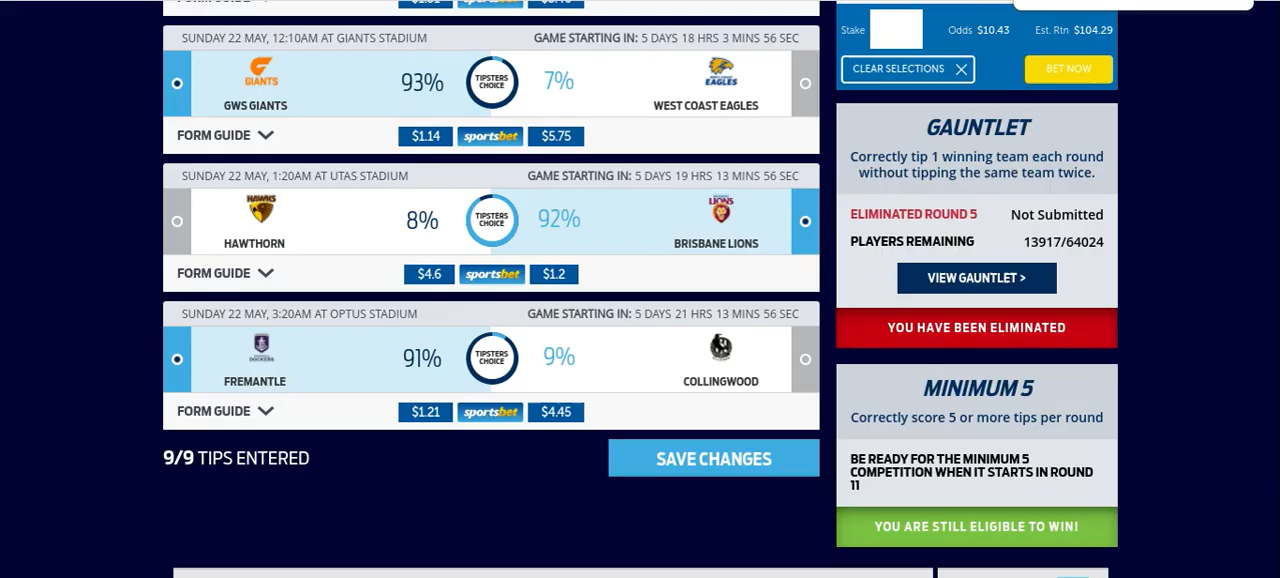 SUNDAY 22 MAY, 12:10AM AT GIANTS STADIUM GAME STARTING IN: 5 DAYS 18 HRS 3 MINS 56 SEC
GIANTS 93% TIPSTERS CHOICE 7% EAGLES
GWS GIANTS WEST COAST EAGLES
FORM GUIDE $1.14 sportsbet $5.75
SUNDAY 22 MAY, 1:20AM AT UTAS STADIUM GAME STARTING IN: 5 DAYS 19 HRS 13 MINS 56 SEC
HAWKS 8% TIPSTERS CHOICE 92% LIONS
HAWTHORN BRISBANE LIONS
FORM GUIDE $4.6 sportsbet $1.2
SUNDAY 22 MAY, 3:20AM AT OPTUS STADIUM GAME STARTING IN: 5 DAYS 21 HRS 13 MINS 56 SEC
DOCKERS 91% TIPSTERS CHOICE 9%
FREMANTLE COLLINGWOOD
FORM GUIDE $1.21 sportsbet $4.45
9/9 TIPS ENTERED SAVE CHANGES
Stake Odds $10.43 Est. Rtn $104.29
CLEAR SELECTIONS BET NOW
GAUNTLET
Correctly tip 1 winning team each round
without tipping the same team twice.
ELIMINATED ROUND 5 Not Submitted
PLAYERS REMAINING 13917/64024
VIEW GAUNTLET >
YOU HAVE BEEN ELIMINATED
MINIMUM 5
Correctly score 5 or more tips per round
BE READY FOR THE MINIMUM 5
COMPETITION WHEN IT STARTS IN ROUND
11
YOU ARE STILL ELIGIBLE TO WIN!